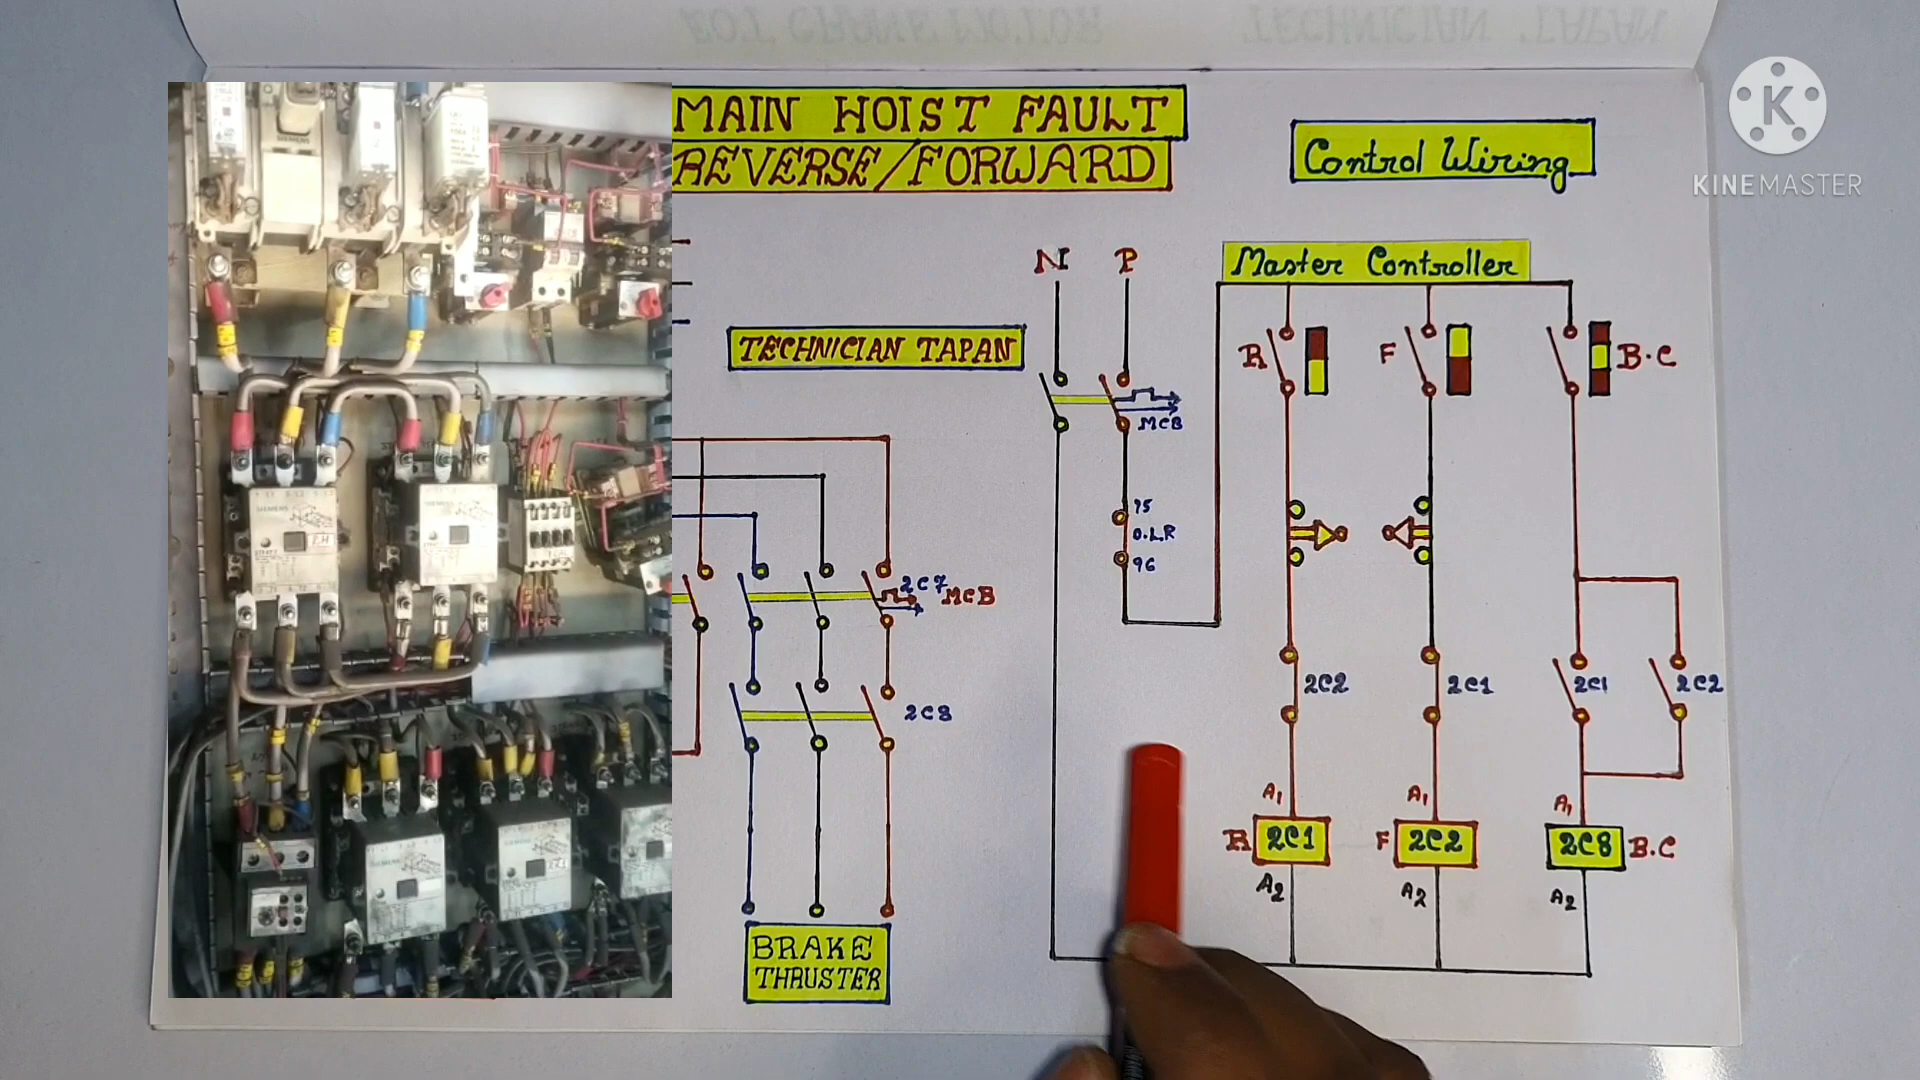 MAIN HOIST FAULT
REVERSE/FORWARD
Control Wiring
KINEMASTER
N P
Master Controller
TECHNICIAN TAPAN
R
F
B.C
MCB
95
O.L.R
96
2C7
MCB
2C8
2C2
2C1
2C1
2C2
A1
A1
A1
R
2C1
F
2C2
2C8
B.C
A2
A2
A2
BRAKE
THRUSTER
SIEMENS